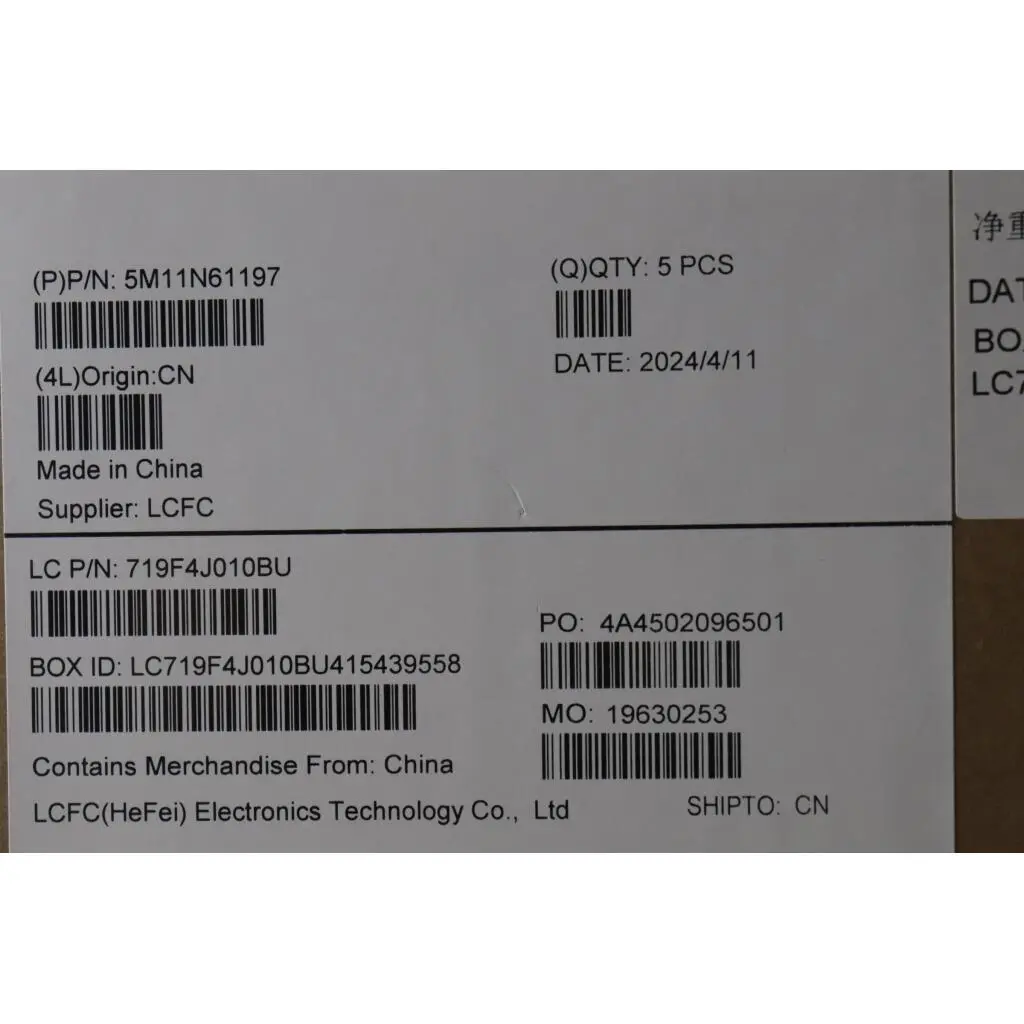 (P)P/N: 5M11N61197
(Q)QTY: 5 PCS
(4L)Origin:CN
DATE: 2024/4/11
Made in China
Supplier: LCFC
LC P/N: 719F4J010BU
PO: 4A4502096501
BOX ID: LC719F4J010BU415439558
MO: 19630253
Contains Merchandise From: China
LCFC(HeFei) Electronics Technology Co., Ltd
SHIPTO: CN
净重
DAT
BO
LC7